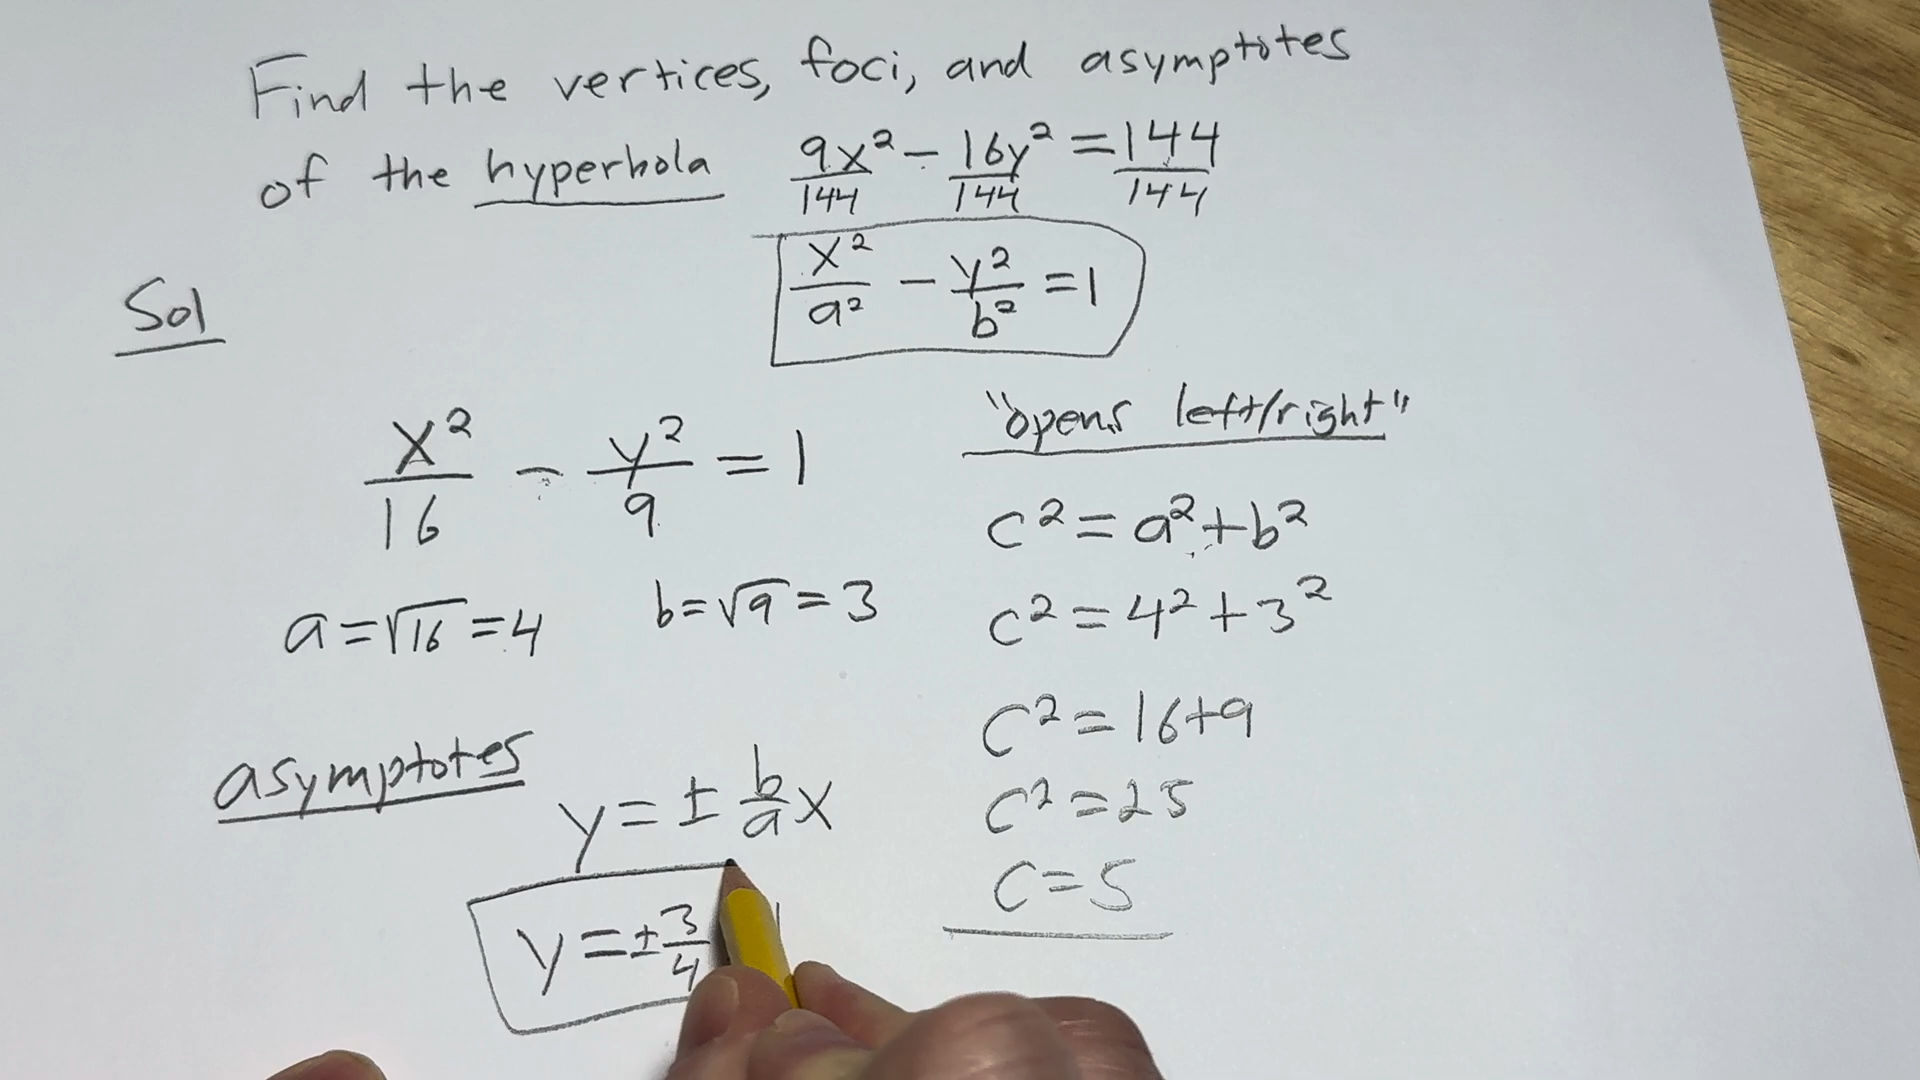 Find the vertices, foci, and asymptotes
of the hyperbola 9x²/144 - 16y²/144 = 144/144
x²/a² - y²/b² = 1
Sol
x²/16 - y²/9 = 1
a = √16 = 4
b = √9 = 3
"opens left/right"
c² = a² + b²
c² = 4² + 3²
c² = 16+9
c² = 25
c = 5
asymptotes
y = ± b/a x
y = ± 3/4